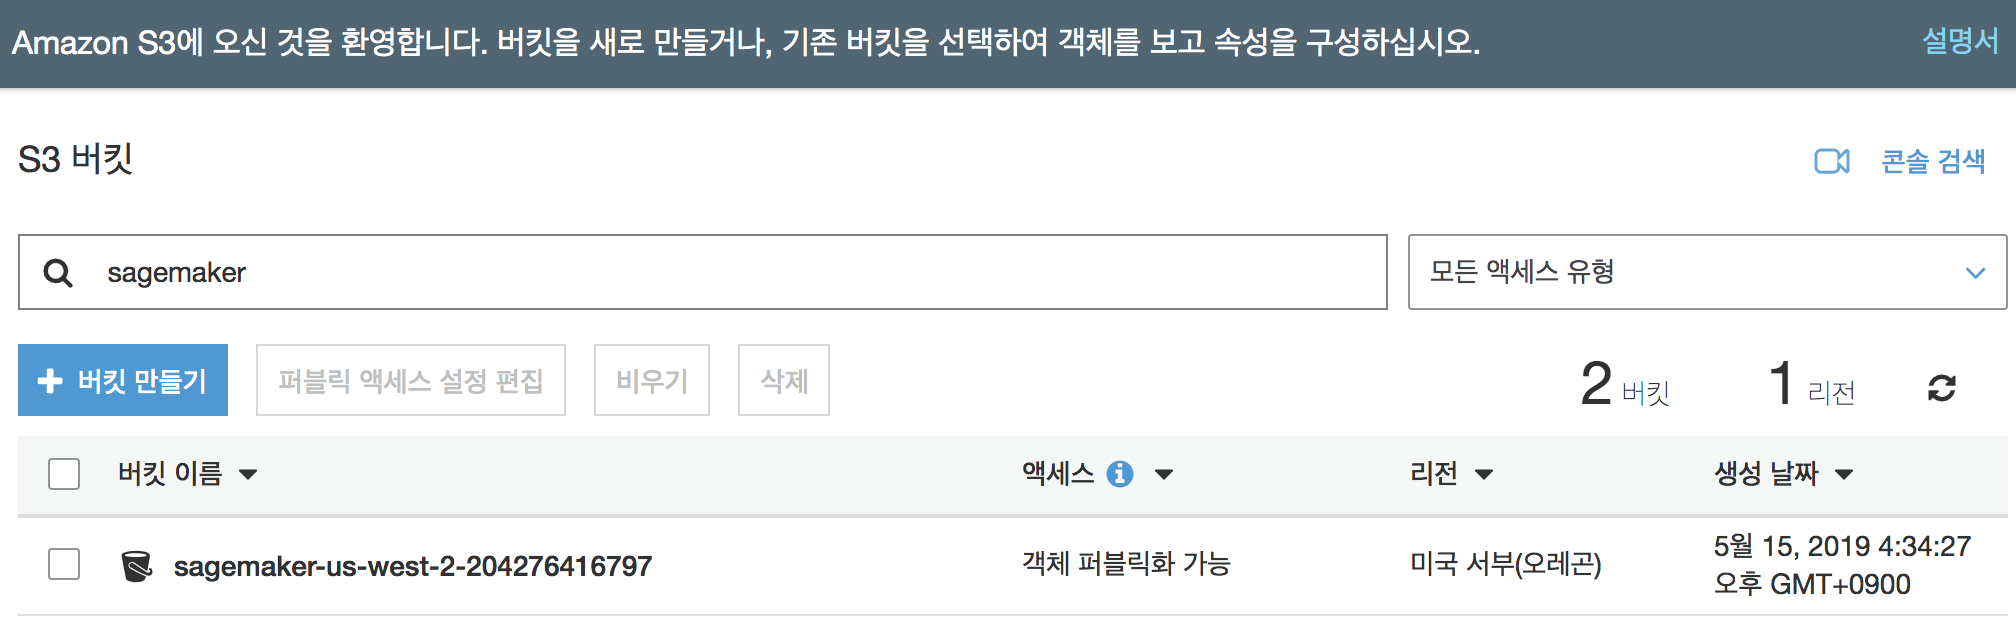 Amazon S3에 오신 것을 환영합니다. 버킷을 새로 만들거나, 기존 버킷을 선택하여 객체를 보고 속성을 구성하십시오. 설명서
S3 버킷 콘솔 검색
sagemaker 모든 액세스 유형
버킷 만들기 퍼블릭 액세스 설정 편집 비우기 삭제 2 버킷 1 리전
버킷 이름 액세스 리전 생성 날짜
sagemaker-us-west-2-204276416797 객체 퍼블릭화 가능 미국 서부(오레곤) 5월 15, 2019 4:34:27
오후 GMT+0900